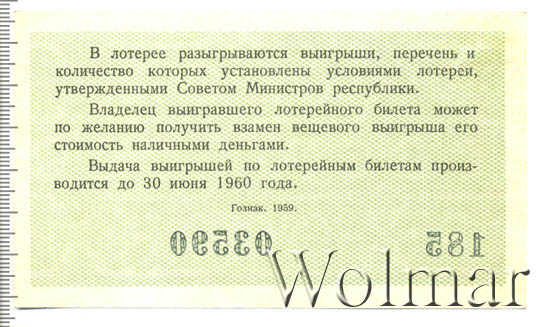 В лотерее разыгрываются выигрыши, перечень и
количество которых установлены условиями лотереи,
утвержденными Советом Министров республики.
Владелец выигравшего лотерейного билета может
по желанию получить взамен вещевого выигрыша его
стоимость наличными деньгами.
Выдача выигрышей по лотерейным билетам произ-
водится до 30 июня 1960 года.
Гознак. 1959.
03590 185
Wolmar